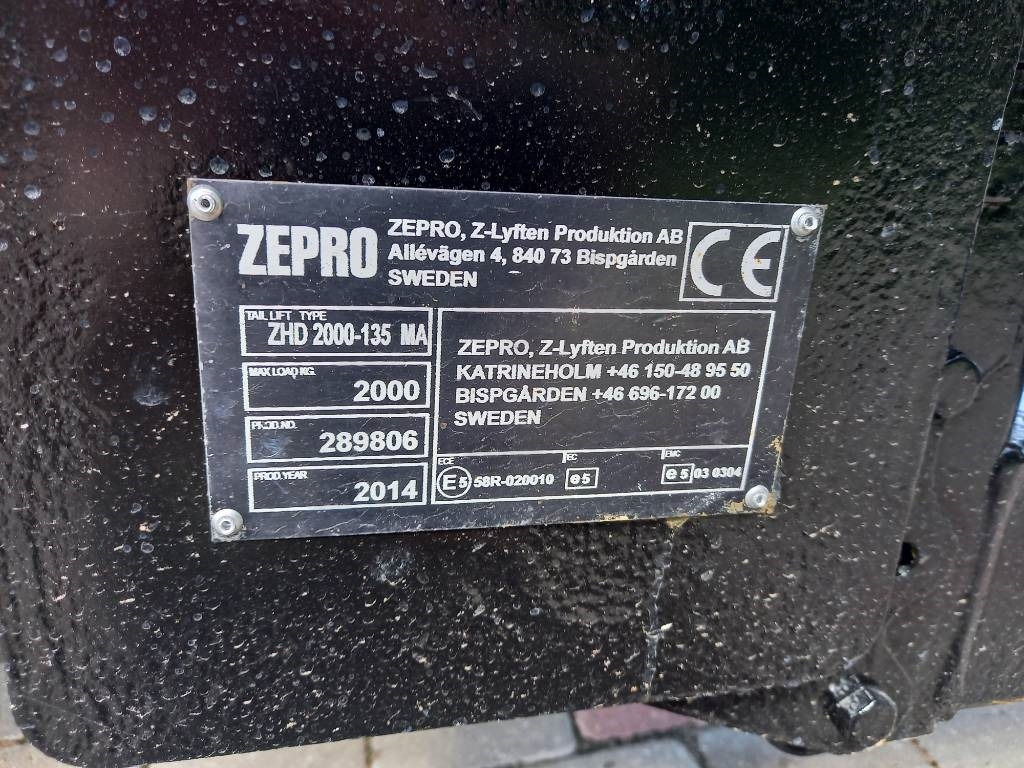 ZEPRO
ZEPRO, Z-Lyften Produktion AB
Allévägen 4, 840 73 Bispgården
SWEDEN
CE
TAIL LIFT TYPE
ZHD 2000-135 MA
MAX LOAD KG.
2000
PROD.NO.
289806
PROD.YEAR
2014
ZEPRO, Z-Lyften Produktion AB
KATRINEHOLM +46 150-48 95 50
BISPGÅRDEN +46 696-172 00
SWEDEN
ECE
E5 58R-020010
EC
e5
EMC
e5 03 0304